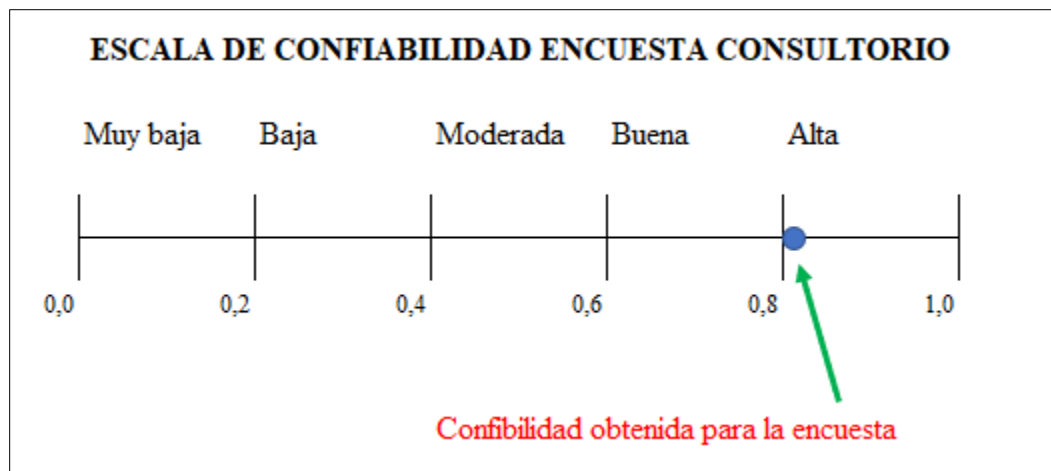 ESCALA DE CONFIABILIDAD ENCUESTA CONSULTORIO
Muy baja Baja Moderada Buena Alta
0,0 0,2 0,4 0,6 0,8 1,0
Confibilidad obtenida para la encuesta